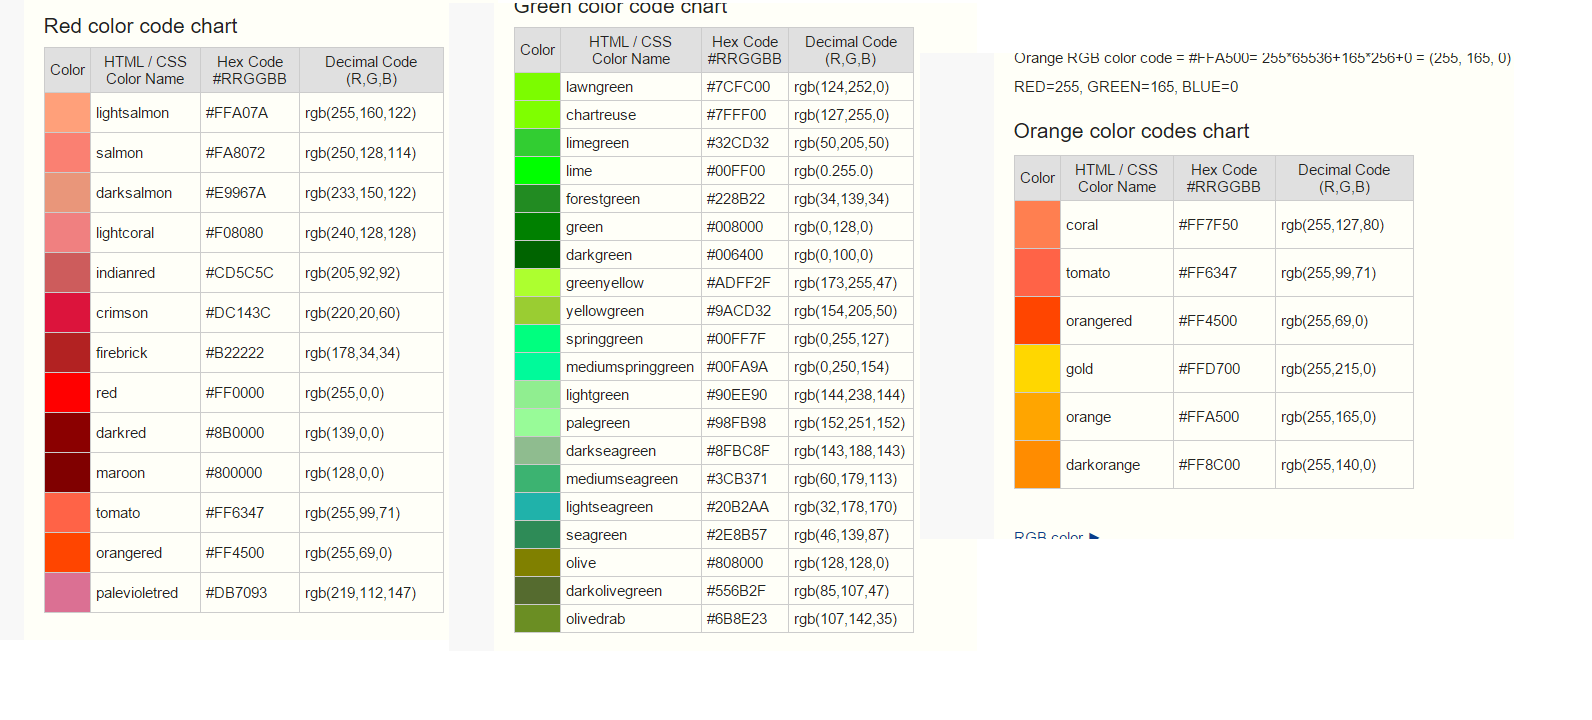 Red color code chart
Color HTML / CSS Color Name Hex Code #RRGGBB Decimal Code (R,G,B)
lightsalmon #FFA07A rgb(255,160,122)
salmon #FA8072 rgb(250,128,114)
darksalmon #E9967A rgb(233,150,122)
lightcoral #F08080 rgb(240,128,128)
indianred #CD5C5C rgb(205,92,92)
crimson #DC143C rgb(220,20,60)
firebrick #B22222 rgb(178,34,34)
red #FF0000 rgb(255,0,0)
darkred #8B0000 rgb(139,0,0)
maroon #800000 rgb(128,0,0)
tomato #FF6347 rgb(255,99,71)
orangered #FF4500 rgb(255,69,0)
palevioletred #DB7093 rgb(219,112,147)
Green color code chart
Color HTML / CSS Color Name Hex Code #RRGGBB Decimal Code (R,G,B)
lawngreen #7CFC00 rgb(124,252,0)
chartreuse #7FFF00 rgb(127,255,0)
limegreen #32CD32 rgb(50,205,50)
lime #00FF00 rgb(0.255.0)
forestgreen #228B22 rgb(34,139,34)
green #008000 rgb(0,128,0)
darkgreen #006400 rgb(0,100,0)
greenyellow #ADFF2F rgb(173,255,47)
yellowgreen #9ACD32 rgb(154,205,50)
springgreen #00FF7F rgb(0,255,127)
mediumspringgreen #00FA9A rgb(0,250,154)
lightgreen #90EE90 rgb(144,238,144)
palegreen #98FB98 rgb(152,251,152)
darkseagreen #8FBC8F rgb(143,188,143)
mediumseagreen #3CB371 rgb(60,179,113)
lightseagreen #20B2AA rgb(32,178,170)
seagreen #2E8B57 rgb(46,139,87)
olive #808000 rgb(128,128,0)
darkolivegreen #556B2F rgb(85,107,47)
olivedrab #6B8E23 rgb(107,142,35)
Orange RGB color code = #FFA500= 255*65536+165*256+0 = (255, 165, 0)
RED=255, GREEN=165, BLUE=0
Orange color codes chart
Color HTML / CSS Color Name Hex Code #RRGGBB Decimal Code (R,G,B)
coral #FF7F50 rgb(255,127,80)
tomato #FF6347 rgb(255,99,71)
orangered #FF4500 rgb(255,69,0)
gold #FFD700 rgb(255,215,0)
orange #FFA500 rgb(255,165,0)
darkorange #FF8C00 rgb(255,140,0)
RGB color ►